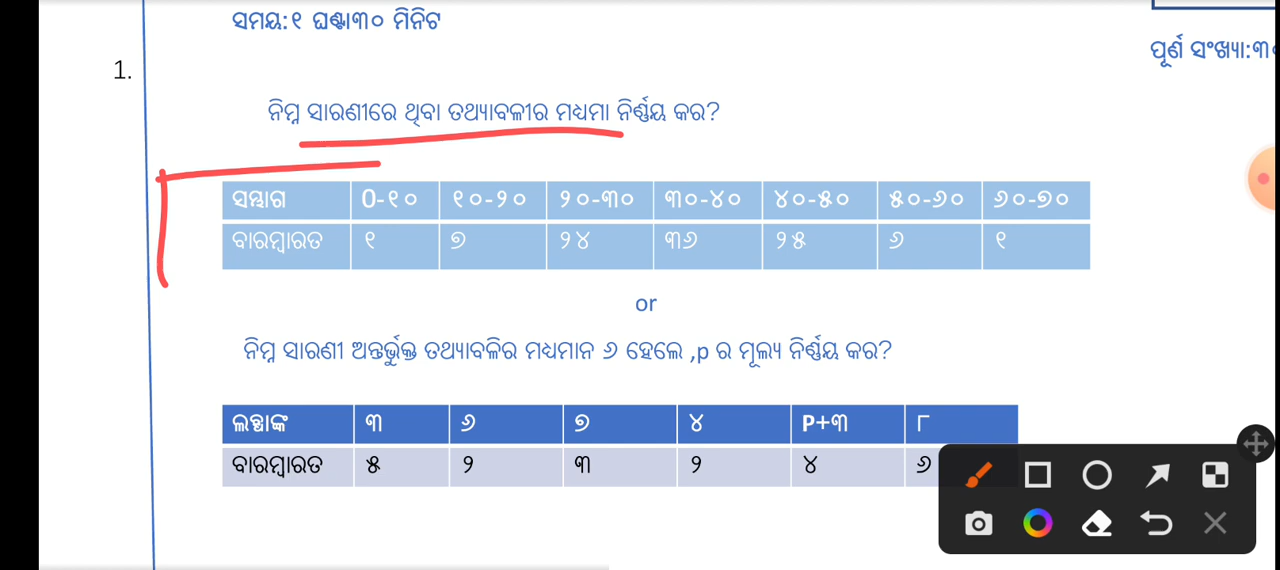 ସମୟ:୧ ଘଣ୍ଟା୩୦ ମିନିଟ
ପୂର୍ଣ ସଂଖ୍ୟା:୩୦
1.
ନିମ୍ନ ସାରଣୀରେ ଥିବା ତଥ୍ୟାବଳୀର ମଧ୍ୟମା ନିର୍ଣ୍ଣୟ କର?
ସମ୍ଭାଗ 0-୧୦ ୧୦-୨୦ ୨୦-୩୦ ୩୦-୪୦ ୪୦-୫୦ ୫୦-୬୦ ୬୦-୭୦
ବାରମ୍ବାରତ ୧ ୭ ୨୪ ୩୬ ୨୫ ୬ ୧
or
ନିମ୍ନ ସାରଣୀ ଅନ୍ତର୍ଭୁକ୍ତ ତଥ୍ୟାବଳିର ମଧ୍ୟମାନ ୬ ହେଲେ ,p ର ମୂଲ୍ୟ ନିର୍ଣ୍ଣୟ କର?
ଲବ୍ଧାଙ୍କ ୩ ୬ ୭ ୪ P+୩ ୮
ବାରମ୍ବାରତ ୫ ୨ ୩ ୨ ୪ ୬